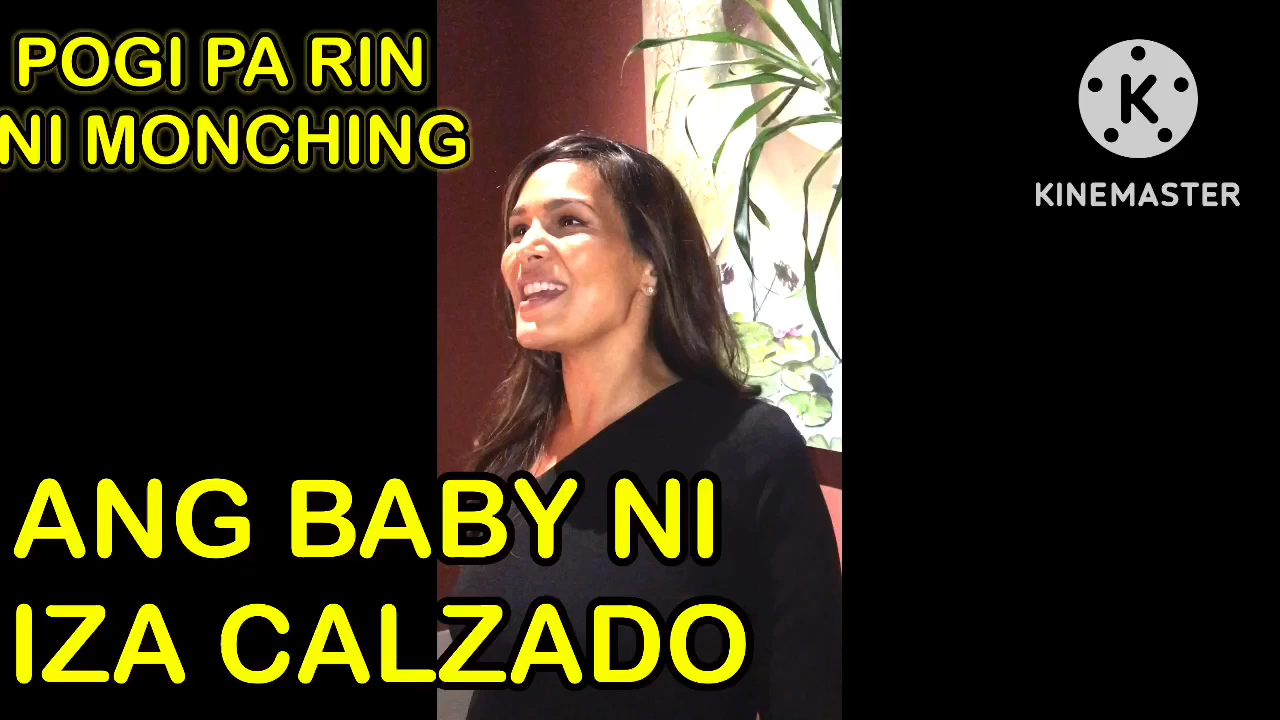 POGI PA RIN
NI MONCHING
KINEMASTER
ANG BABY NI
IZA CALZADO